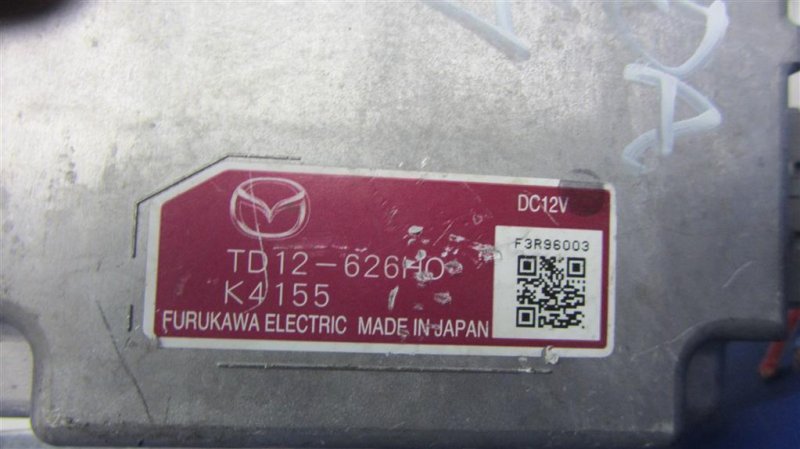 DC12V
F3R96003
TD12-626H0
K4155
FURUKAWA ELECTRIC MADE IN JAPAN